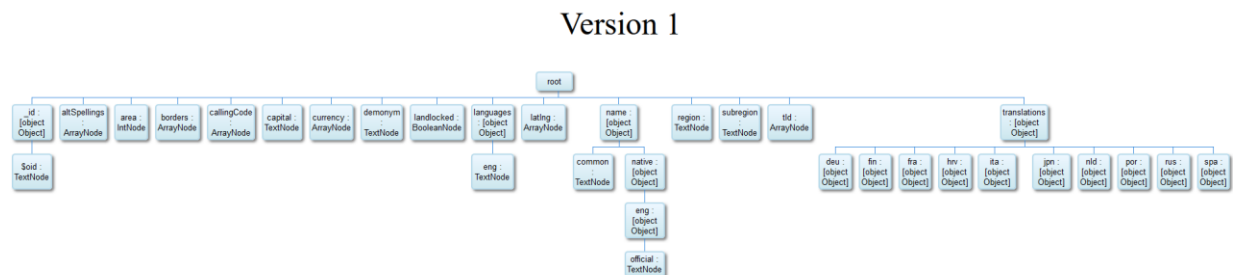 Version 1
root
_id :
[object
Object]
altSpellings
:
ArrayNode
area :
IntNode
borders :
ArrayNode
callingCode
:
ArrayNode
capital :
TextNode
currency :
ArrayNode
demonym
:
TextNode
landlocked :
BooleanNode
languages :
[object
Object]
latlng :
ArrayNode
name :
[object
Object]
region :
TextNode
subregion
:
TextNode
tld :
ArrayNode
translations
: [object
Object]
$oid :
TextNode
eng :
TextNode
common
:
TextNode
native :
[object
Object]
deu :
[object
Object]
fin :
[object
Object]
fra :
[object
Object]
hrv :
[object
Object]
ita :
[object
Object]
jpn :
[object
Object]
nld :
[object
Object]
por :
[object
Object]
rus :
[object
Object]
spa :
[object
Object]
eng :
[object
Object]
official :
TextNode